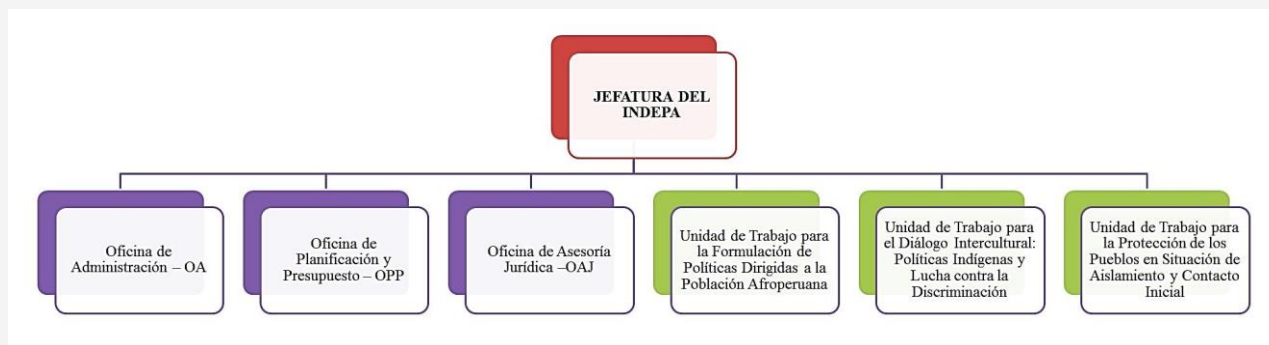 JEFATURA DEL
INDEPA
Oficina de
Administración – OA
Oficina de
Planificación y
Presupuesto – OPP
Oficina de Asesoría
Jurídica –OAJ
Unidad de Trabajo para
la Formulación de
Políticas Dirigidas a la
Población Afroperuana
Unidad de Trabajo para
el Diálogo Intercultural:
Políticas Indígenas y
Lucha contra la
Discriminación
Unidad de Trabajo para
la Protección de los
Pueblos en Situación de
Aislamiento y Contacto
Inicial